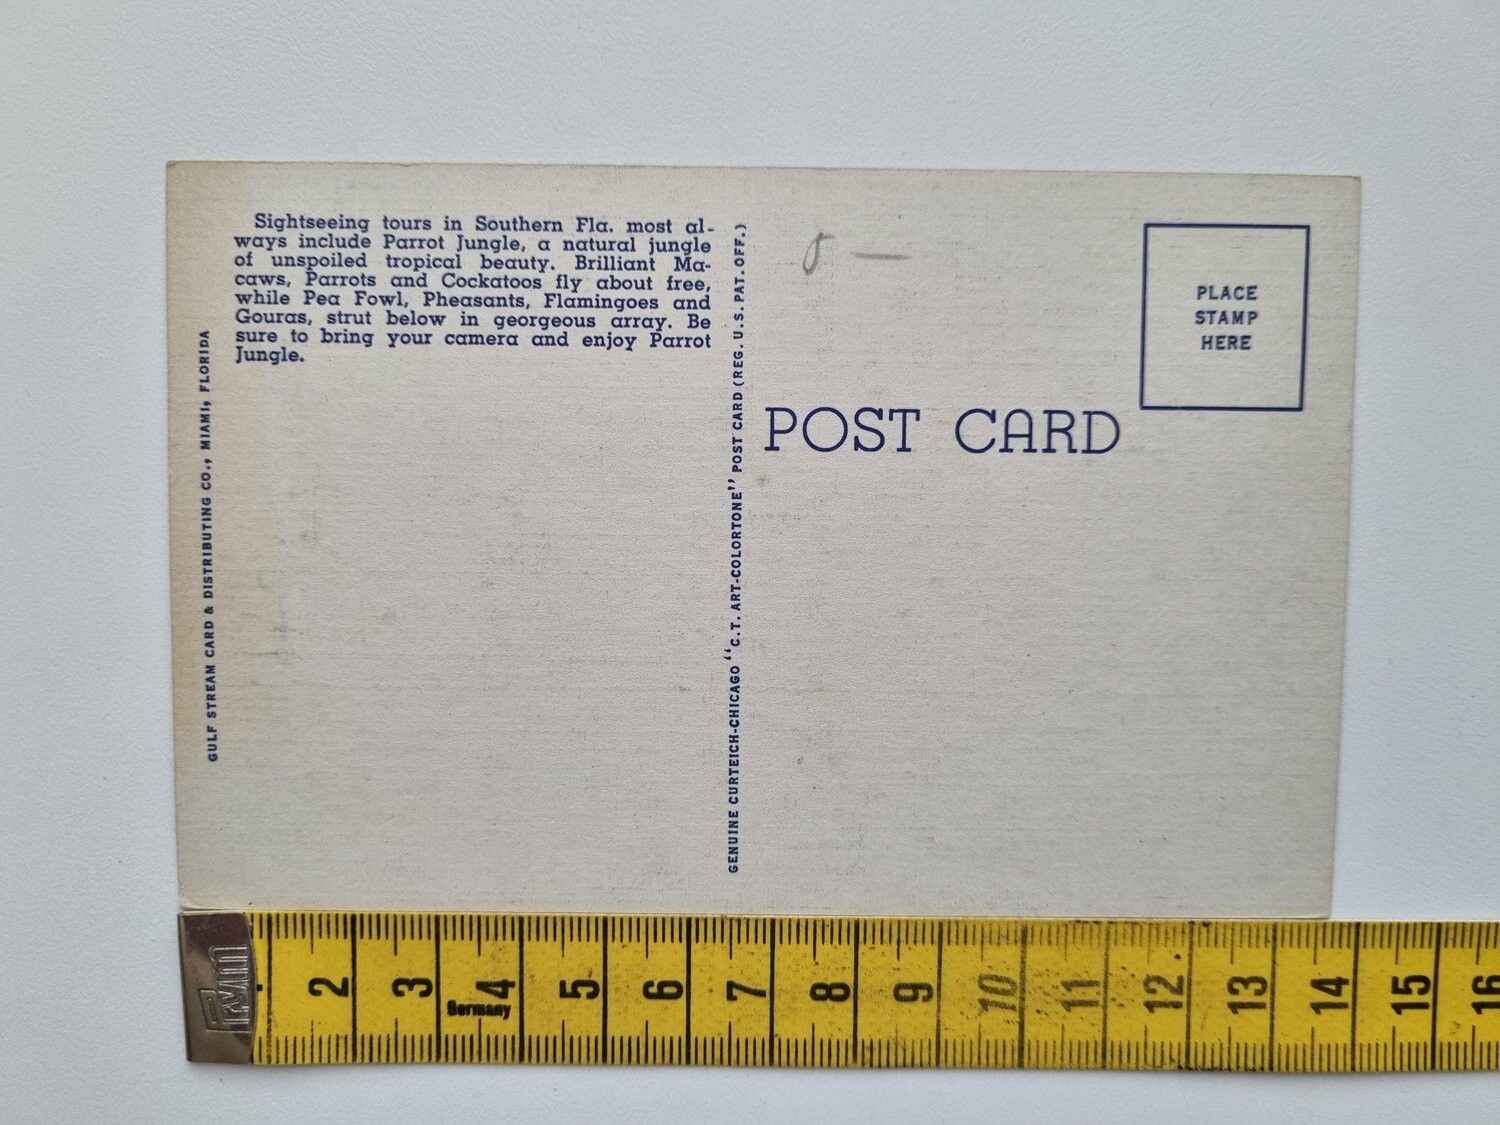 Sightseeing tours in Southern Fla. most al-
ways include Parrot Jungle, a natural jungle
of unspoiled tropical beauty. Brilliant Ma-
caws, Parrots and Cockatoos fly about free,
while Pea Fowl, Pheasants, Flamingoes and
Gouras, strut below in georgeous array. Be
sure to bring your camera and enjoy Parrot
Jungle.
GULF STREAM CARD & DISTRIBUTING CO., MIAMI, FLORIDA
GENUINE CURTEICH-CHICAGO "C.T. ART-COLORTONE" POST CARD (REG. U.S. PAT. OFF.)
PLACE
STAMP
HERE
POST CARD
2 3 4 5 6 7 8 9 10 11 12 13 14 15 16
Germany